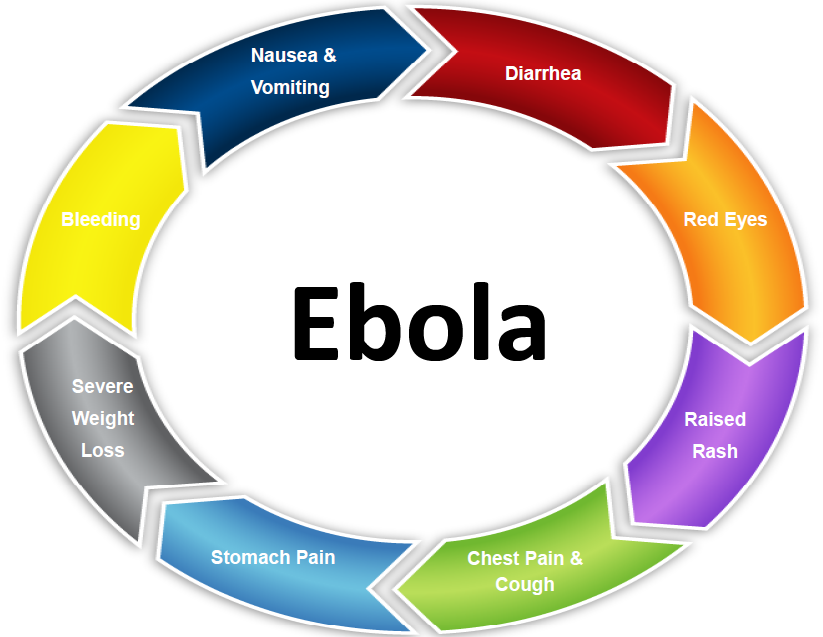 Nausea &
Vomiting
Diarrhea
Red Eyes
Raised
Rash
Chest Pain &
Cough
Stomach Pain
Severe
Weight
Loss
Bleeding
Ebola